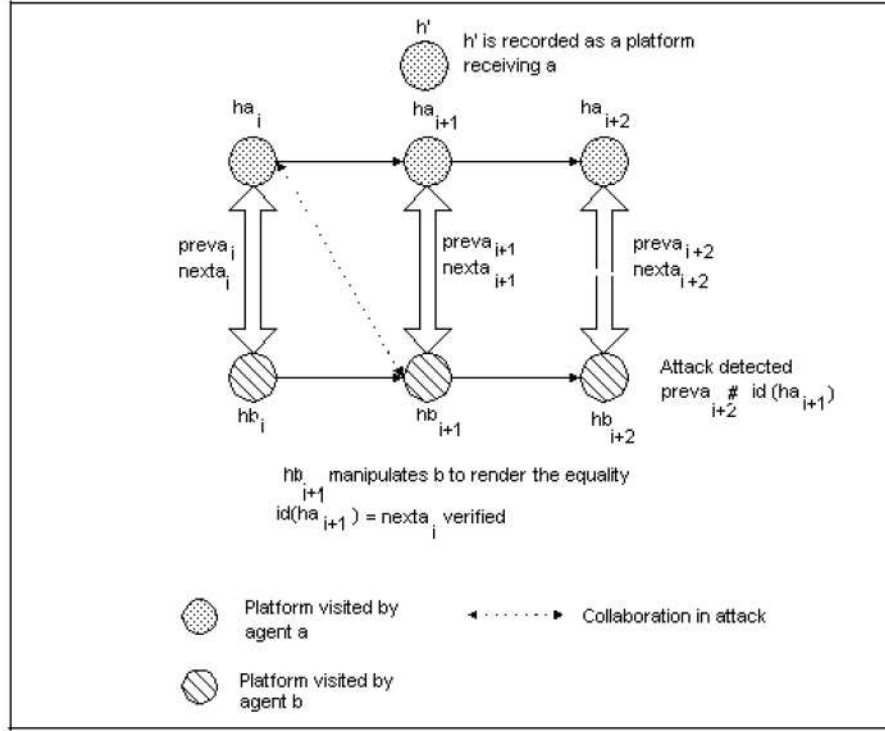 h'
h' is recorded as a platform
receiving a
ha i
ha i+1
ha i+2
preva i
nexta i
preva i+1
nexta i+1
preva i+2
nexta i+2
Attack detected
preva i+2 # id (ha i+1)
hb i
hb i+1
hb i+2
hb i+1 manipulates b to render the equality
id(ha i+1) = nexta i verified
Platform visited by
agent a
Collaboration in attack
Platform visited by
agent b